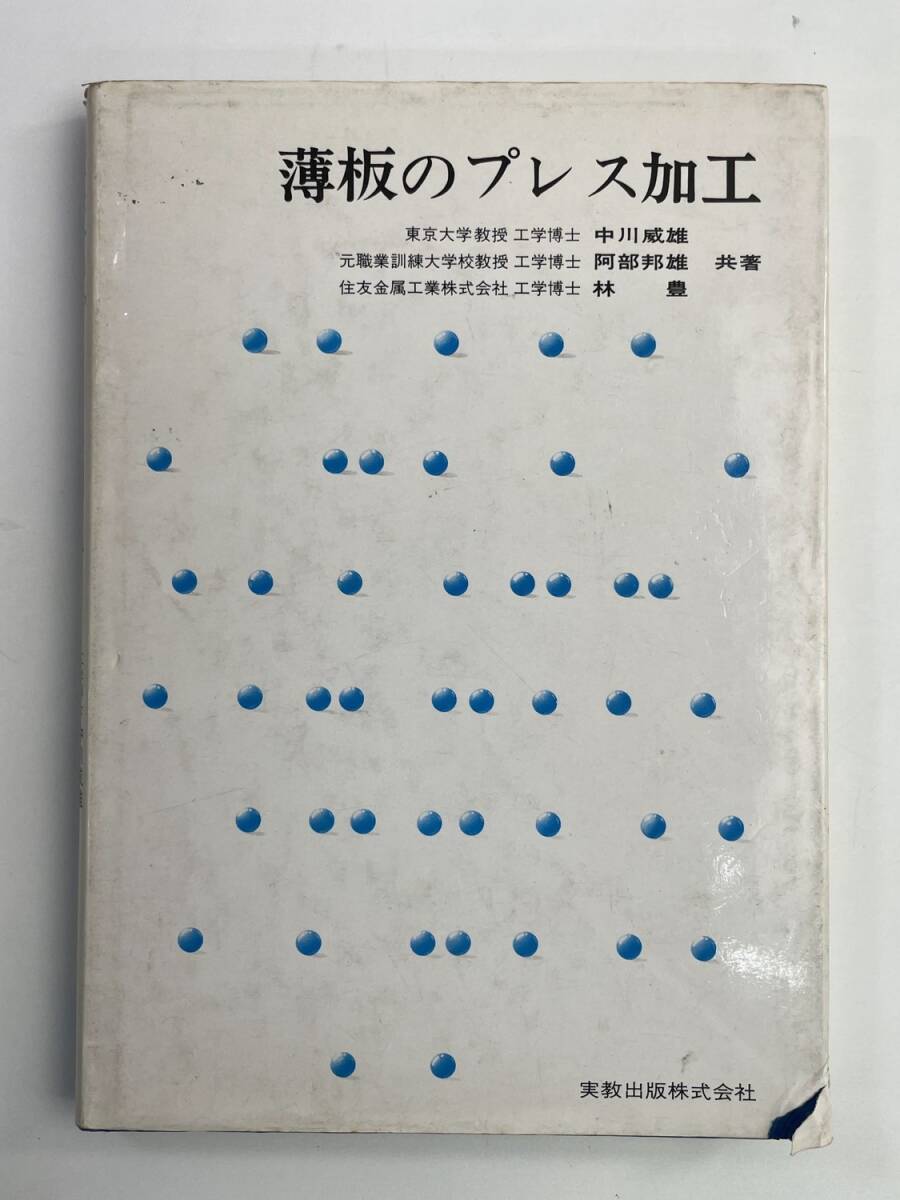 薄板のプレス加工
東京大学教授 工学博士 中川威雄
元職業訓練大学校教授 工学博士 阿部邦雄 共著
住友金属工業株式会社 工学博士 林 豊
実教出版株式会社